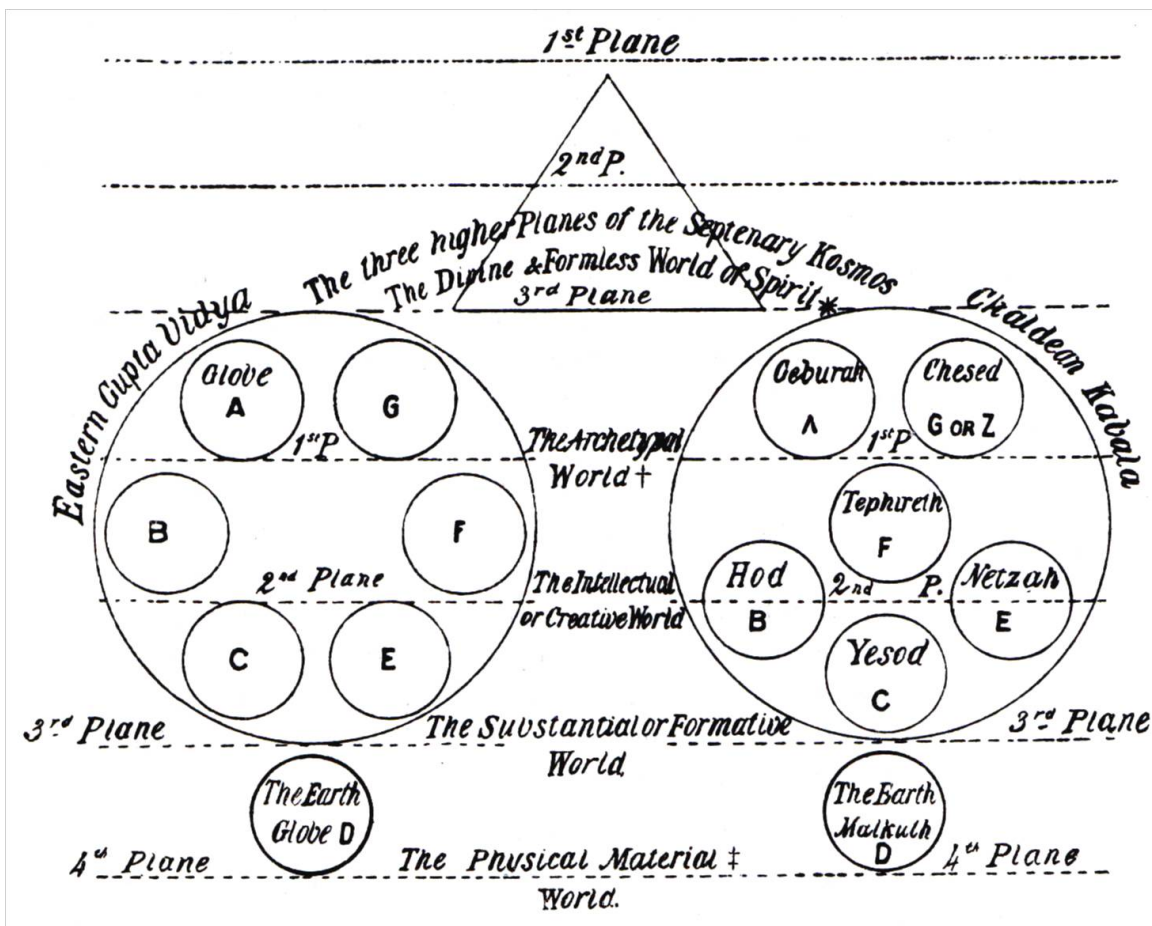 1st Plane
2nd P.
The three higher Planes of the Septenary Kosmos
The Divine & Formless World of Spirit*
3rd Plane
Eastern Gupta Vidya
Chaldean Kabala
Globe
A
G
1st P
Geburah
A
Chesed
G OR Z
1st P
The Archetypal
World †
B
F
Tephireth
F
2nd Plane
The Intellectual
or Creative World
Hod
B
2nd P.
Netzah
E
C
E
Yesod
C
3rd Plane
The Substantial or Formative
World.
3rd Plane
The Earth
Globe D
The Earth
Malkuth
D
4th Plane
The Physical Material ‡
World.
4th Plane